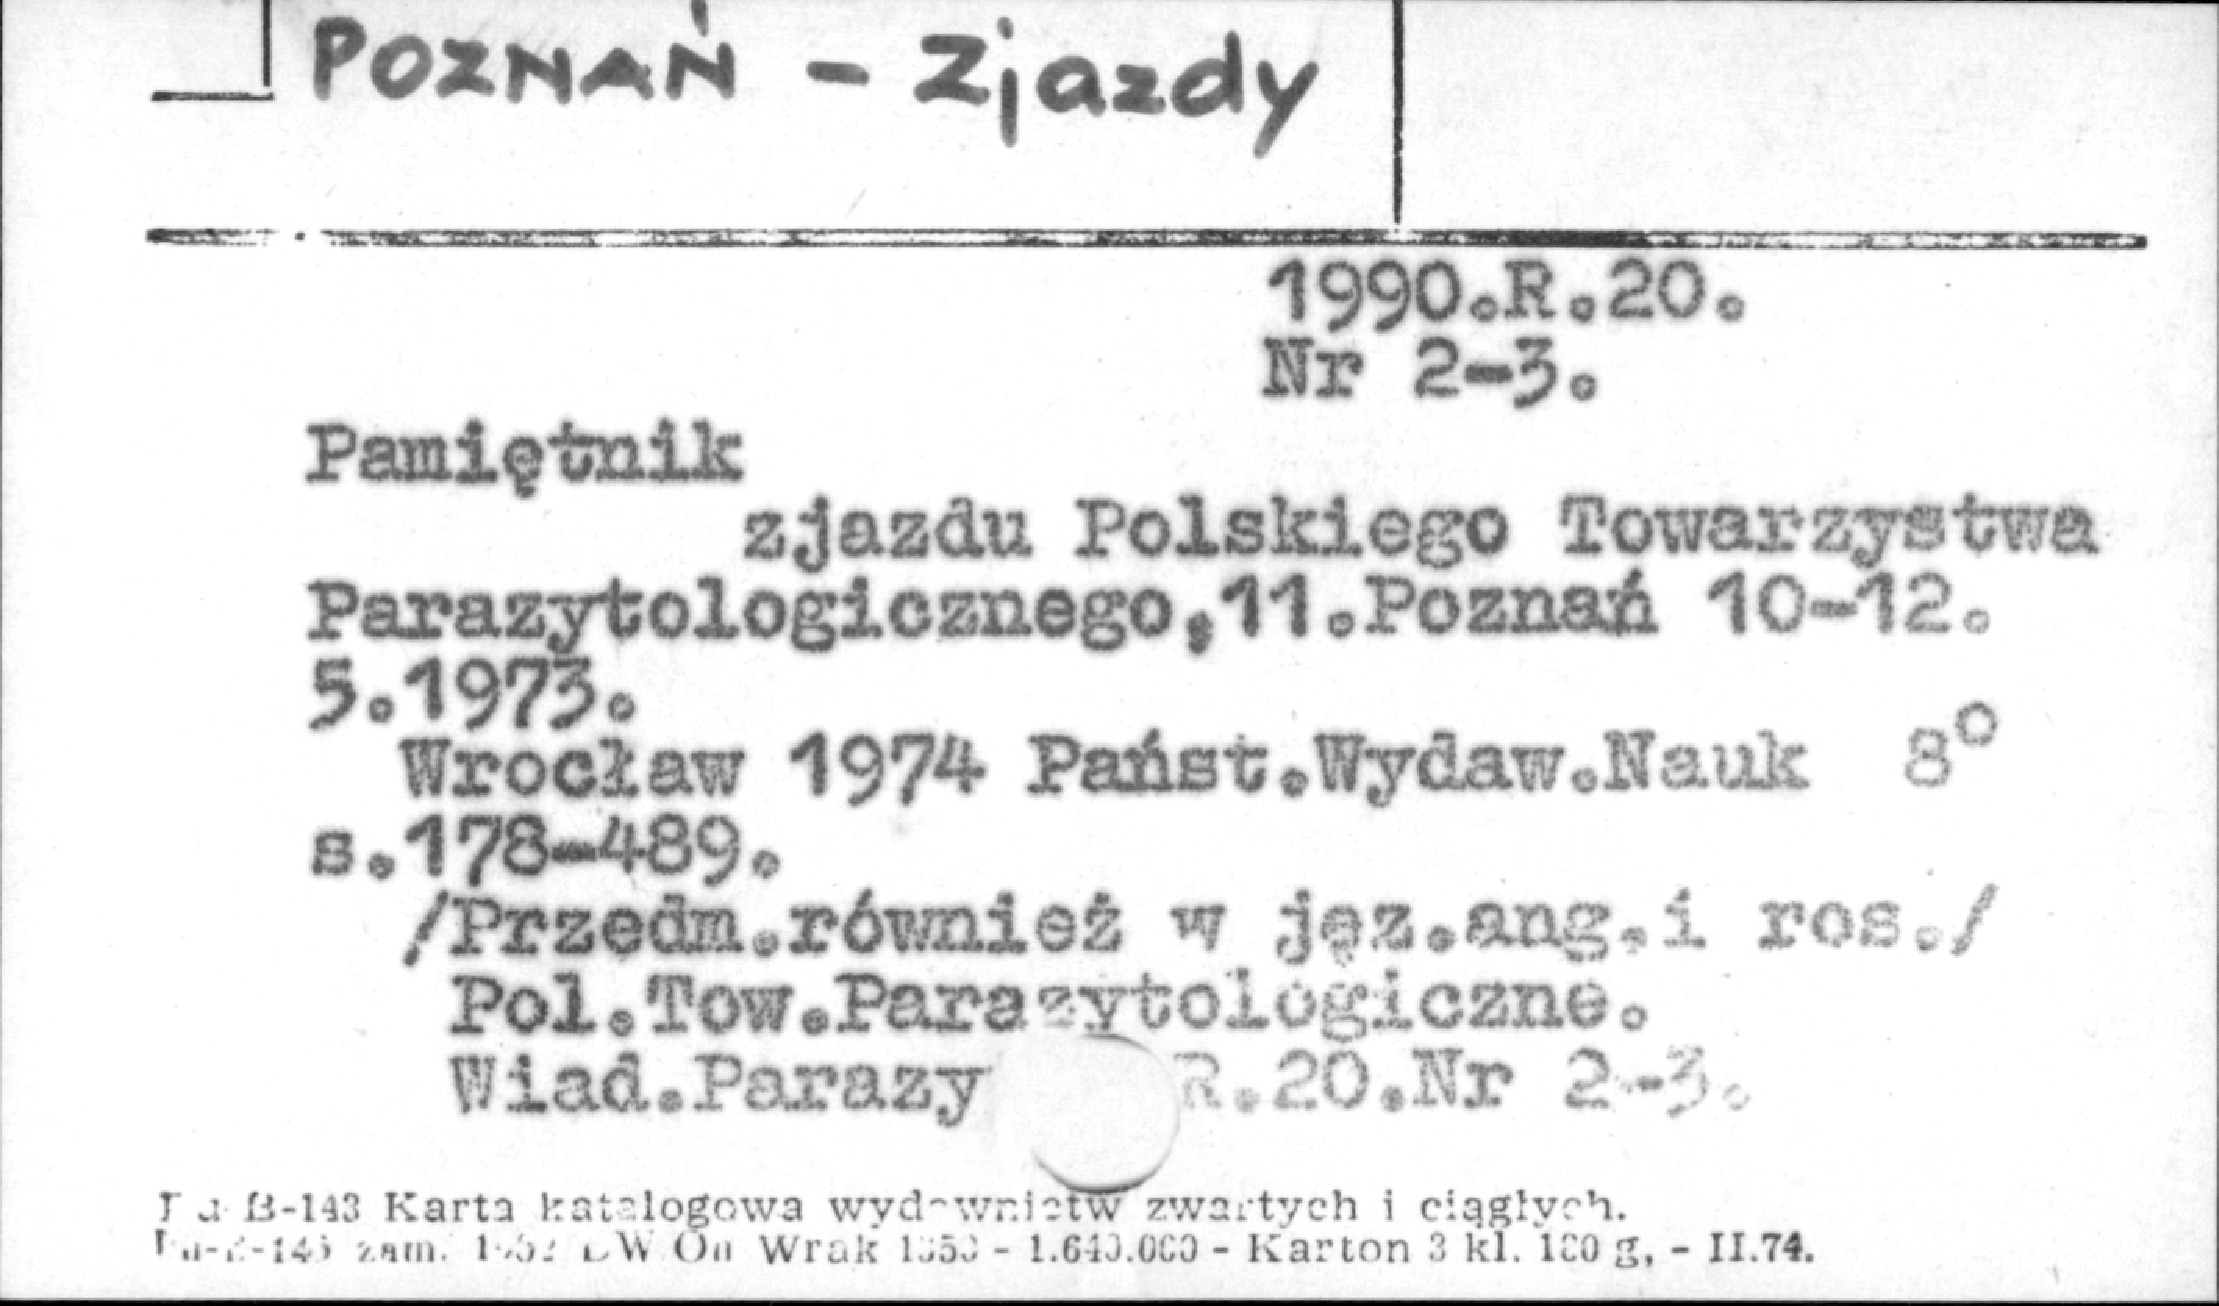 POZNAŃ - Zjazdy
1990.R.20.
Nr 2-3.
Pamiętnik
zjazdu Polskiego Towarzystwa
Parazytologicznego,11.Poznań 10-12.
5.1973.
Wrocław 1974 Państ.Wydaw.Nauk 8°
s.178-489.
/Przedm.również w jęz.ang.i ros./
Pol.Tow.Parazytologiczne.
Wiad.Parazy R.20.Nr 2-3.
B-143 Karta katalogowa wydawnictw zwartych i ciągłych.
zam. Wrak - Karton 3 kl. 100 g, - II.74.